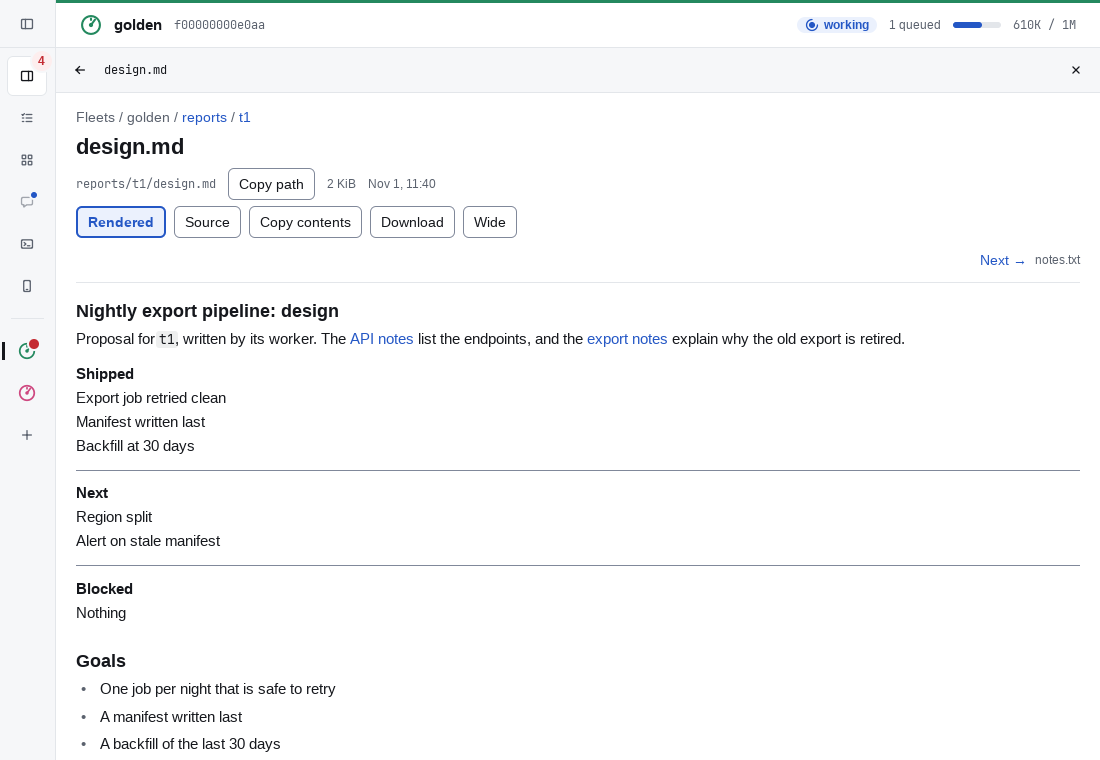 golden f00000000e0aa working 1 queued 610K / 1M
4
design.md
Fleets / golden / reports / t1
design.md
reports/t1/design.md Copy path 2 KiB Nov 1, 11:40
Rendered Source Copy contents Download Wide
Next → notes.txt
Nightly export pipeline: design
Proposal for t1, written by its worker. The API notes list the endpoints, and the export notes explain why the old export is retired.
Shipped
Export job retried clean
Manifest written last
Backfill at 30 days
Next
Region split
Alert on stale manifest
Blocked
Nothing
Goals
• One job per night that is safe to retry
• A manifest written last
• A backfill of the last 30 days